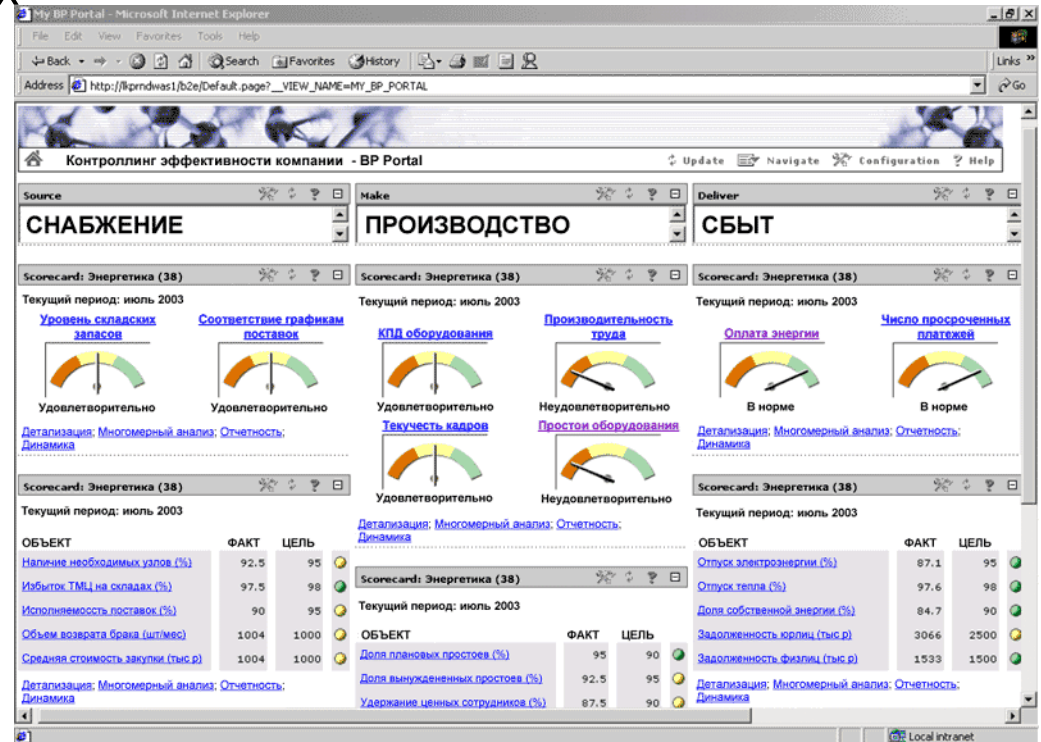 My BP Portal - Microsoft Internet Explorer
File Edit View Favorites Tools Help
Back Search Favorites History Links »
Address http://lkprndwas1/b2e/Default.page?__VIEW_NAME=MY_BP_PORTAL Go
Контроллинг эффективности компании - BP Portal Update Navigate Configuration ? Help
Source
СНАБЖЕНИЕ
Scorecard: Энергетика (38)
Текущий период: июль 2003
Уровень складских запасов
Соответствие графикам поставок
Удовлетворительно
Удовлетворительно
Детализация; Многомерный анализ; Отчетность;
Динамика
Scorecard: Энергетика (38)
Текущий период: июль 2003
ОБЪЕКТ ФАКТ ЦЕЛЬ
Наличие необходимых узлов (%) 92.5 95
Избыток ТМЦ на складах (%) 97.5 98
Исполняемоссть поставок (%) 90 95
Объем возврата брака (шт/мес) 1004 1000
Средняя стоимость закупки (тыс р) 1004 1000
Детализация; Многомерный анализ; Отчетность;
Динамика
Make
ПРОИЗВОДСТВО
Scorecard: Энергетика (38)
Текущий период: июль 2003
КПД оборудования
Производительность труда
Удовлетворительно
Неудовлетворительно
Текучесть кадров
Простои оборудования
Удовлетворительно
Неудовлетворительно
Детализация; Многомерный анализ; Отчетность;
Динамика
Scorecard: Энергетика (38)
Текущий период: июль 2003
ОБЪЕКТ ФАКТ ЦЕЛЬ
Доля плановых простоев (%) 95 90
Доля вынуждененных простоев (%) 92.5 95
Удержание ценных сотрудников (%) 87.5 90
Deliver
СБЫТ
Scorecard: Энергетика (38)
Текущий период: июль 2003
Оплата энергии
Число просроченных платежей
В норме
В норме
Детализация; Многомерный анализ; Отчетность;
Динамика
Scorecard: Энергетика (38)
Текущий период: июль 2003
ОБЪЕКТ ФАКТ ЦЕЛЬ
Отпуск электроэнергии (%) 87.1 95
Отпуск тепла (%) 97.6 98
Доля собственной энергии (%) 84.7 90
Задолженность юрлиц (тыс р) 3066 2500
Задолженность физлиц (тыс р) 1533 1500
Детализация; Многомерный анализ; Отчетность;
Динамика
Local intranet